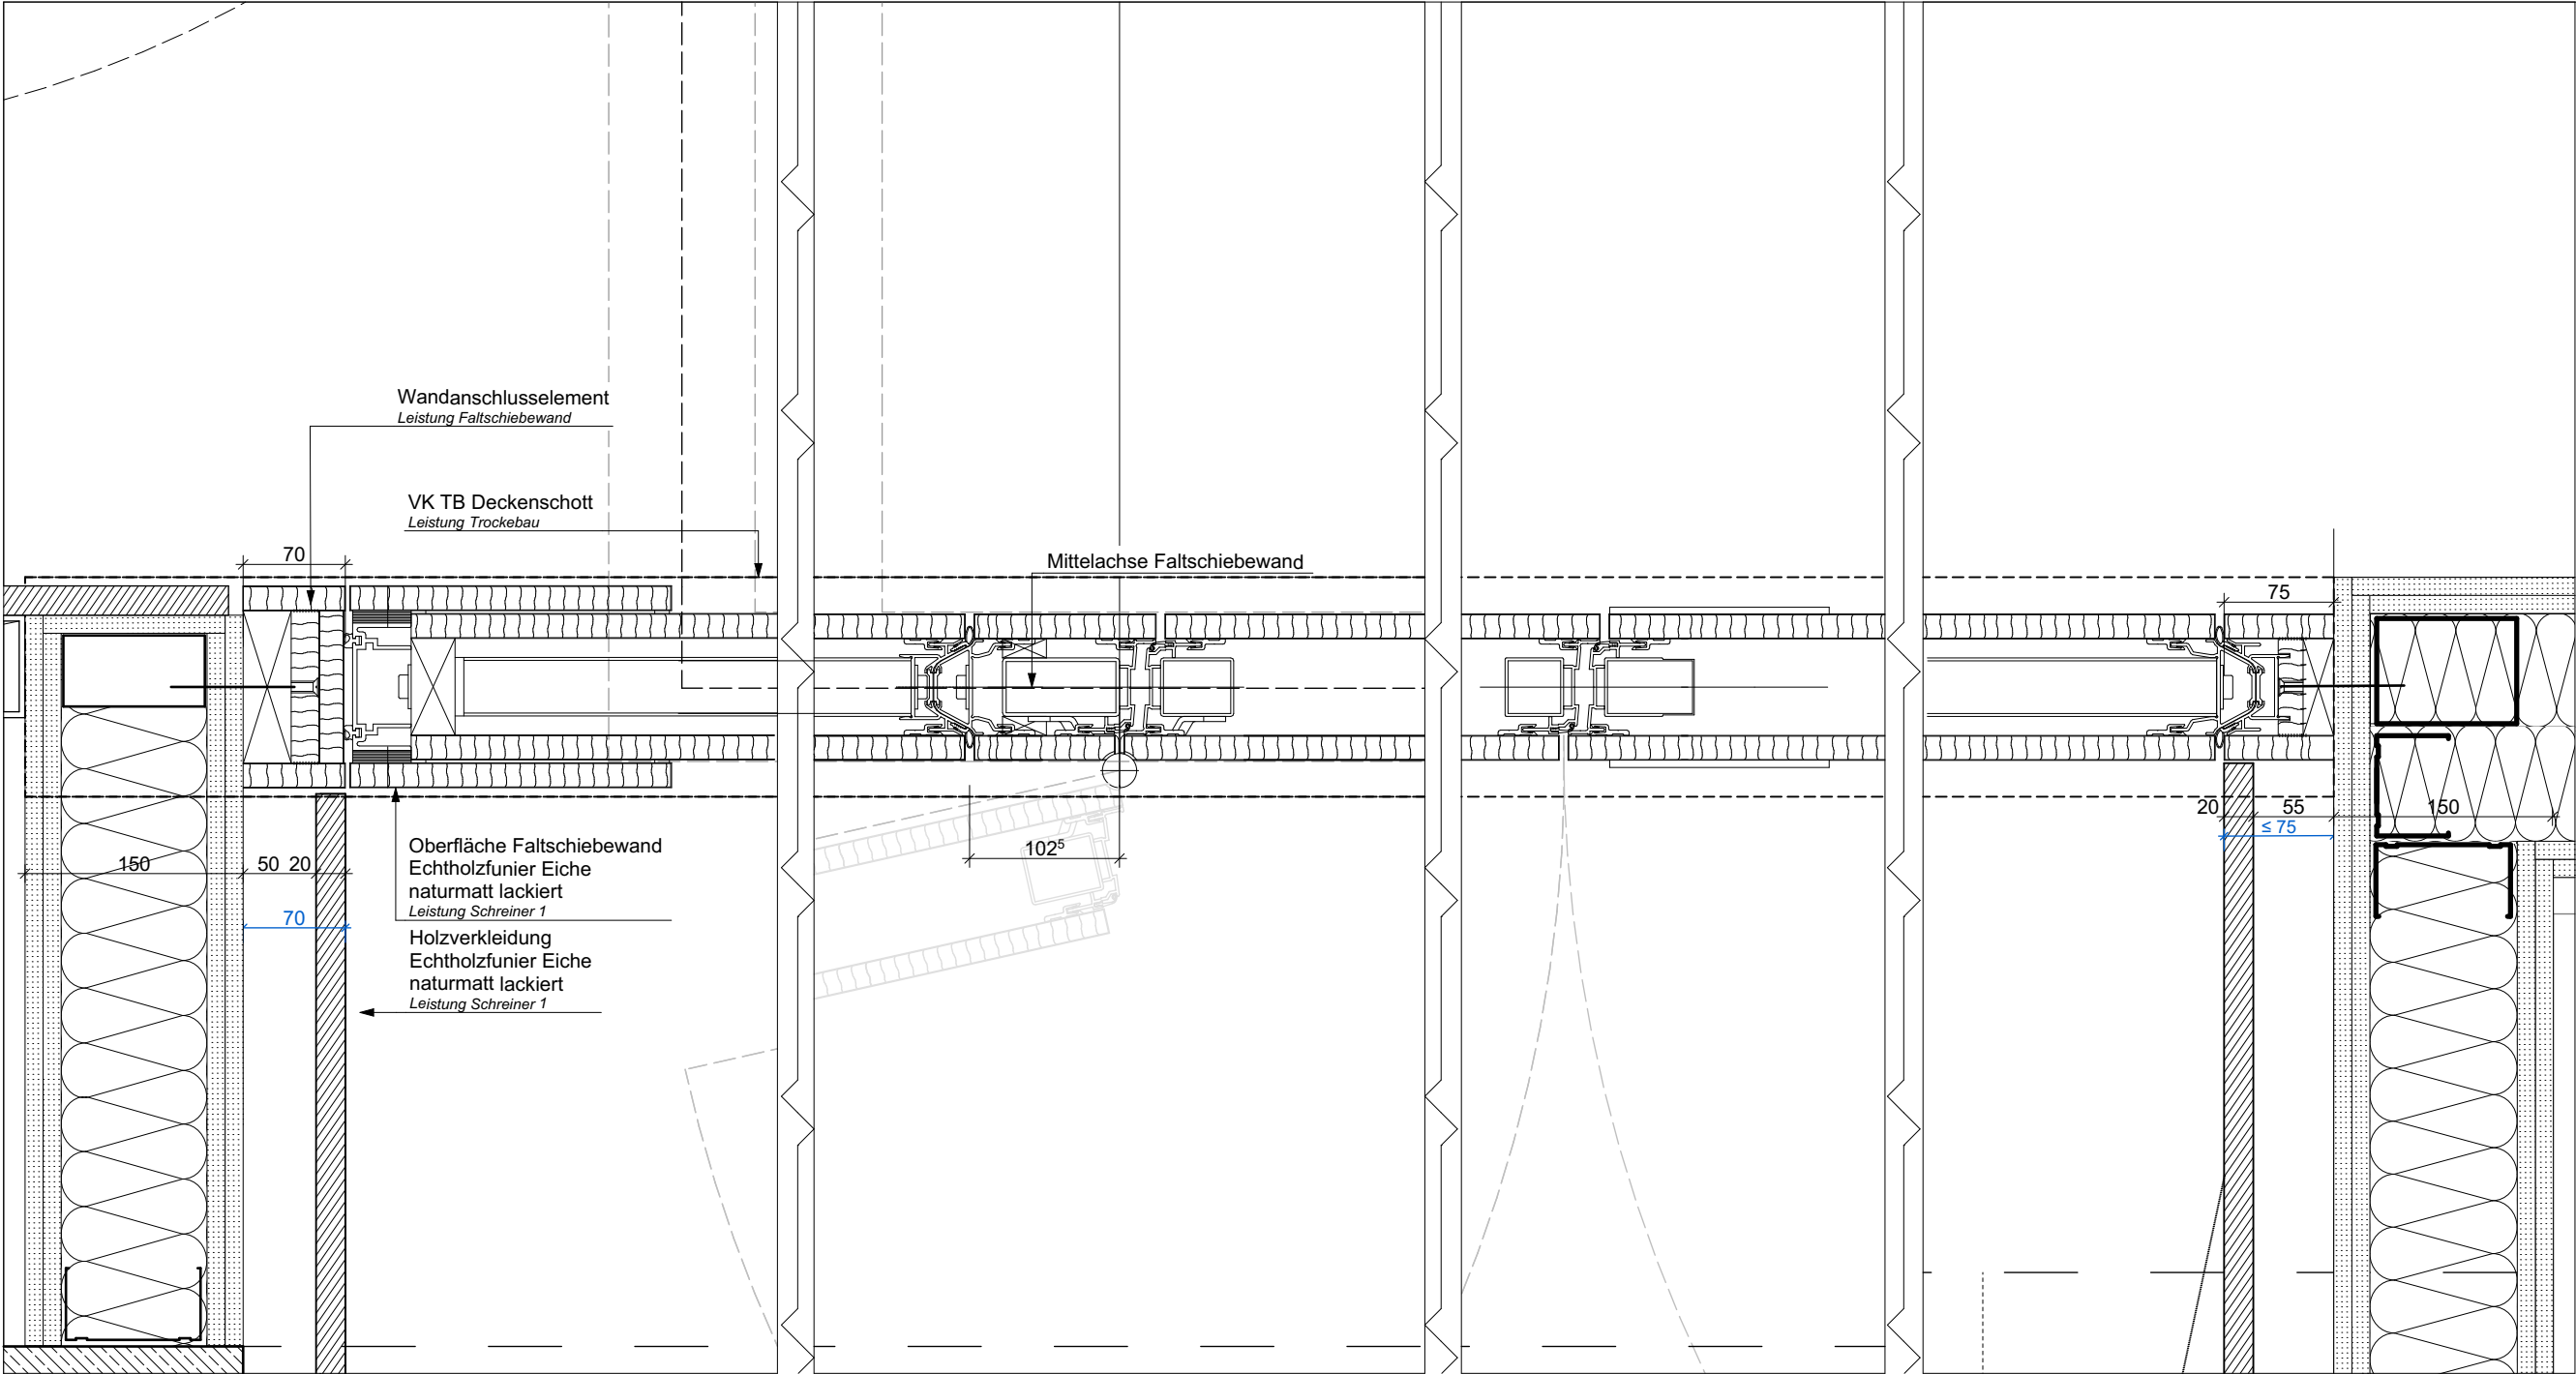 Wandanschlusselement
Leistung Faltschiebewand
VK TB Deckenschott
Leistung Trockebau
70
Mittelachse Faltschiebewand
75
20 55 150
≤ 75
Oberfläche Faltschiebewand
Echtholzfunier Eiche
naturmatt lackiert
Leistung Schreiner 1
102⁵
150 50 20
70
Holzverkleidung
Echtholzfunier Eiche
naturmatt lackiert
Leistung Schreiner 1